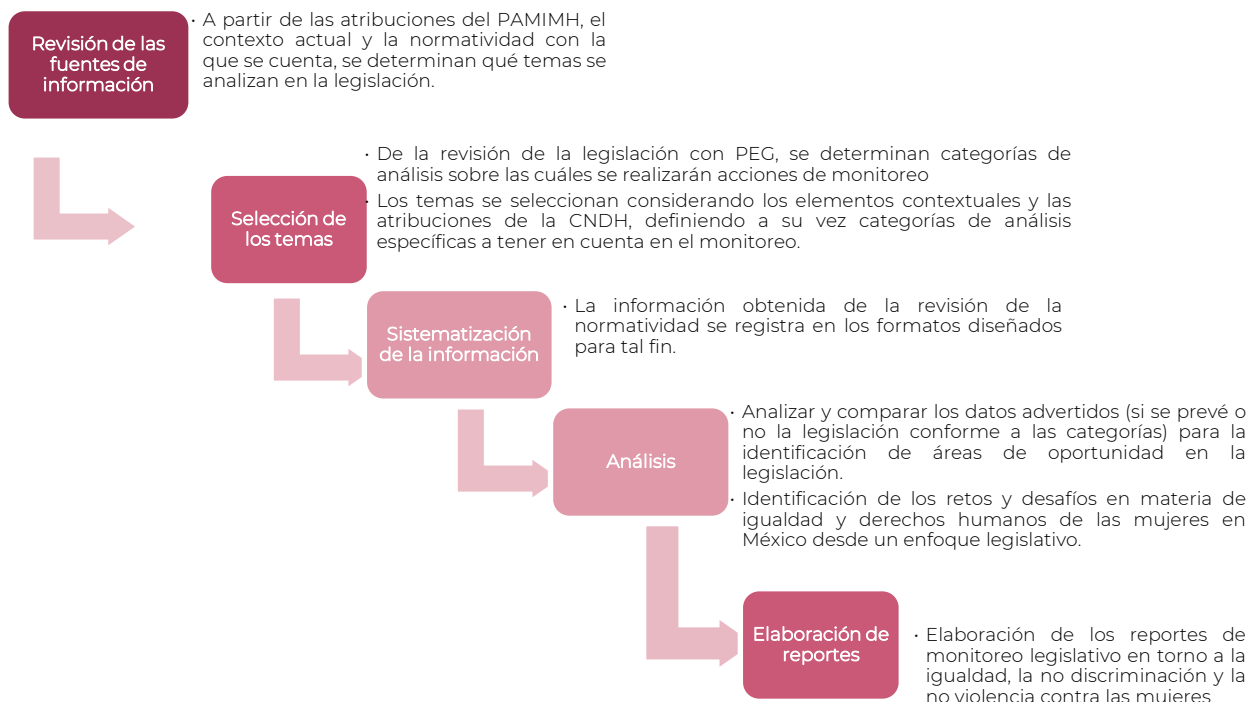 Revisión de las
fuentes de
información
· A partir de las atribuciones del PAMIMH, el
contexto actual y la normatividad con la
que se cuenta, se determinan qué temas se
analizan en la legislación.
Selección de
los temas
· De la revisión de la legislación con PEG, se determinan categorías de
análisis sobre las cuáles se realizarán acciones de monitoreo
· Los temas se seleccionan considerando los elementos contextuales y las
atribuciones de la CNDH, definiendo a su vez categorías de análisis
específicas a tener en cuenta en el monitoreo.
Sistematización
de la información
· La información obtenida de la revisión de la
normatividad se registra en los formatos diseñados
para tal fin.
Análisis
· Analizar y comparar los datos advertidos (si se prevé o
no la legislación conforme a las categorías) para la
identificación de áreas de oportunidad en la
legislación.
· Identificación de los retos y desafíos en materia de
igualdad y derechos humanos de las mujeres en
México desde un enfoque legislativo.
Elaboración de
reportes
· Elaboración de los reportes de
monitoreo legislativo en torno a la
igualdad, la no discriminación y la
no violencia contra las mujeres